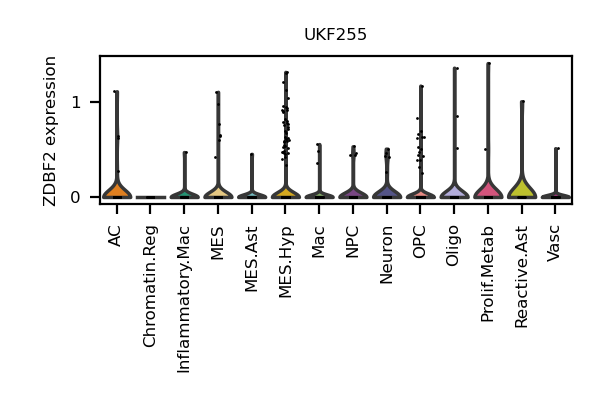 UKF255
ZDBF2 expression
1
0
AC
Chromatin.Reg
Inflammatory.Mac
MES
MES.Ast
MES.Hyp
Mac
NPC
Neuron
OPC
Oligo
Prolif.Metab
Reactive.Ast
Vasc